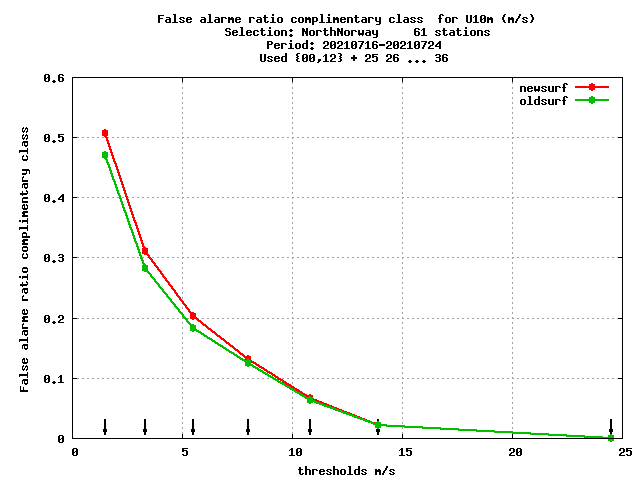 False alarme ratio complimentary class  for U10m (m/s)
Selection: NorthNorway     61 stations
Period: 20210716-20210724
Used {00,12} + 25 26 ... 36
newsurf
oldsurf
False alarme ratio complimentary class
0.6
0.5
0.4
0.3
0.2
0.1
0
0 5 10 15 20 25
thresholds m/s